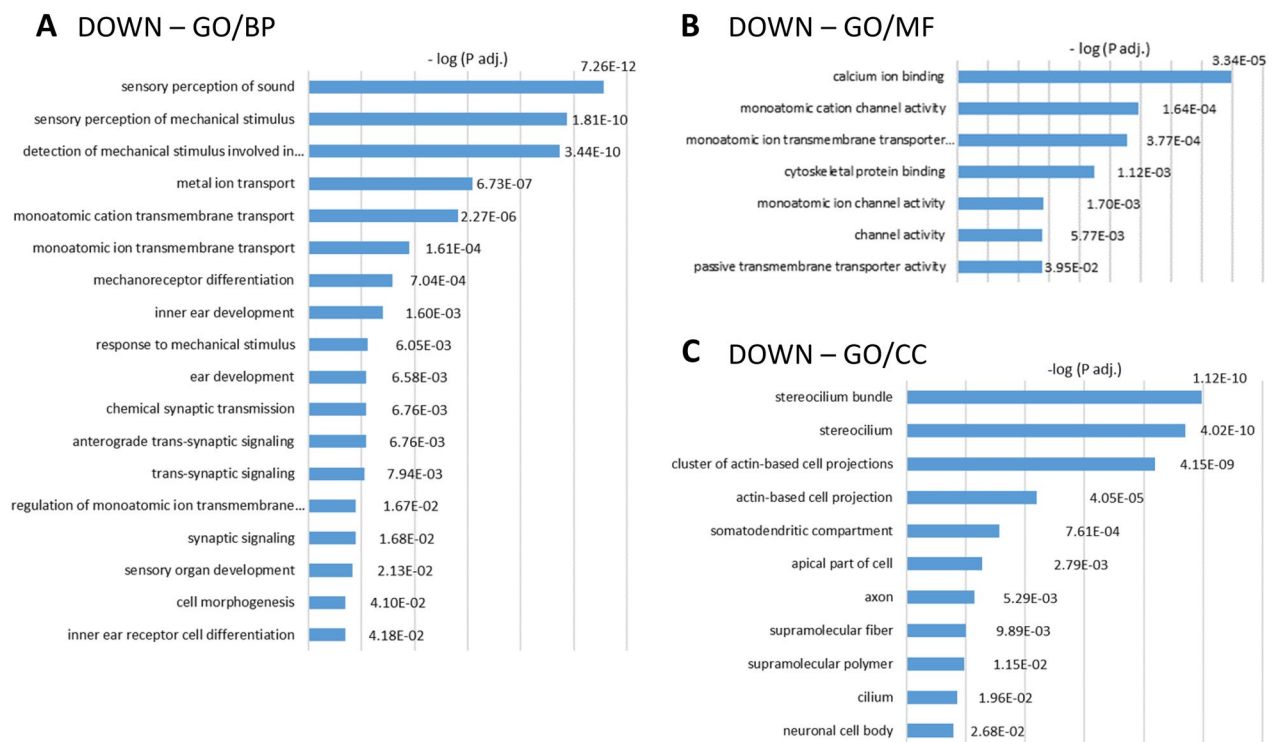 A DOWN – GO/BP
- log (P adj.)
7.26E-12
sensory perception of sound
sensory perception of mechanical stimulus 1.81E-10
detection of mechanical stimulus involved in... 3.44E-10
metal ion transport 6.73E-07
monoatomic cation transmembrane transport 2.27E-06
monoatomic ion transmembrane transport 1.61E-04
mechanoreceptor differentiation 7.04E-04
inner ear development 1.60E-03
response to mechanical stimulus 6.05E-03
ear development 6.58E-03
chemical synaptic transmission 6.76E-03
anterograde trans-synaptic signaling 6.76E-03
trans-synaptic signaling 7.94E-03
regulation of monoatomic ion transmembrane... 1.67E-02
synaptic signaling 1.68E-02
sensory organ development 2.13E-02
cell morphogenesis 4.10E-02
inner ear receptor cell differentiation 4.18E-02
B DOWN – GO/MF
- log (P adj.)
3.34E-05
calcium ion binding
monoatomic cation channel activity 1.64E-04
monoatomic ion transmembrane transporter... 3.77E-04
cytoskeletal protein binding 1.12E-03
monoatomic ion channel activity 1.70E-03
channel activity 5.77E-03
passive transmembrane transporter activity 3.95E-02
C DOWN – GO/CC
-log (P adj.)
1.12E-10
stereocilium bundle
stereocilium 4.02E-10
cluster of actin-based cell projections 4.15E-09
actin-based cell projection 4.05E-05
somatodendritic compartment 7.61E-04
apical part of cell 2.79E-03
axon 5.29E-03
supramolecular fiber 9.89E-03
supramolecular polymer 1.15E-02
cilium 1.96E-02
neuronal cell body 2.68E-02